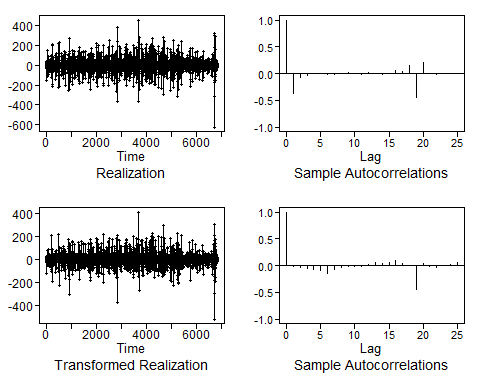 400
200
0
-200
-400
-600
0 2000 4000 6000
Time
Realization
1.0
0.5
0.0
-0.5
-1.0
0 5 10 15 20 25
Lag
Sample Autocorrelations
400
200
0
-200
-400
0 2000 4000 6000
Time
Transformed Realization
1.0
0.5
0.0
-0.5
-1.0
0 5 10 15 20 25
Lag
Sample Autocorrelations